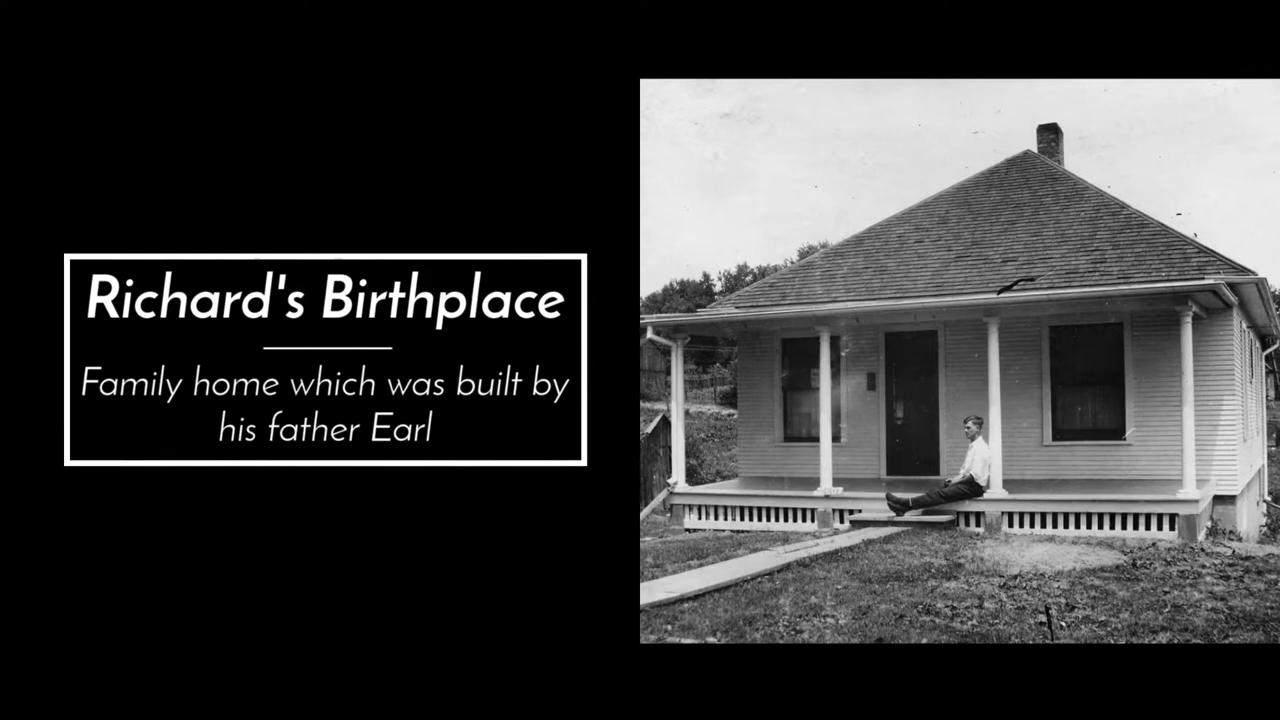 Richard's Birthplace
Family home which was built by
his father Earl